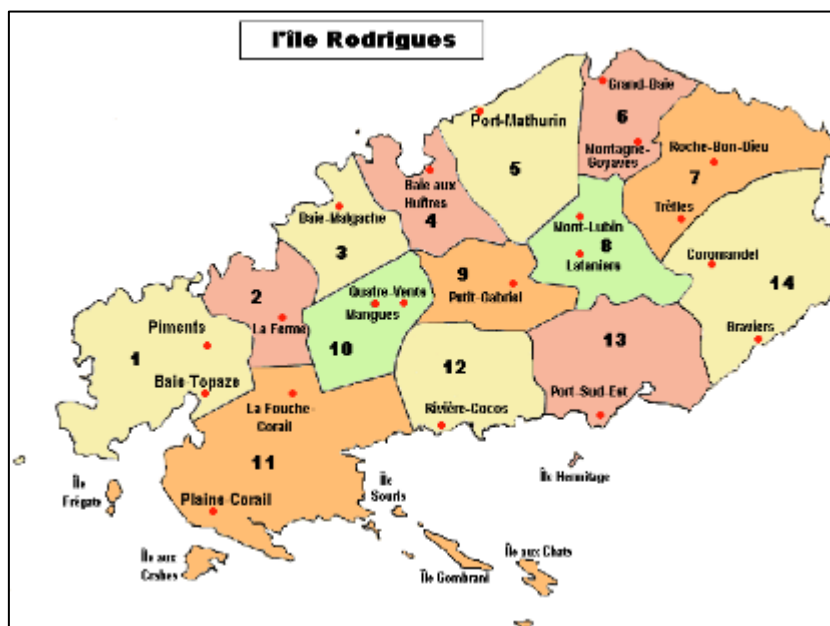 l'île Rodrigues
Grand-Baie
6
Port-Mathurin
Montagne-
Goyaves
Roche-Bon-Dieu
5
7
Baie aux
Huîtres
4
Trèfles
Baie-Malgache
Mont-Lubin
8
3
Lataniers
Coromandel
9
14
2
Quatre-Vents
Petit-Gabriel
Mangues
La Ferme
Piments
Graviers
10
13
1
12
Baie-Topaze
Port-Sud-Est
La Fouche-
Corail
Rivière-Cocos
11
Île
Frégate
Île
Souris
Île Hermitage
Plaine-Corail
Île aux
Crabes
Île aux Chats
Île Gombrani